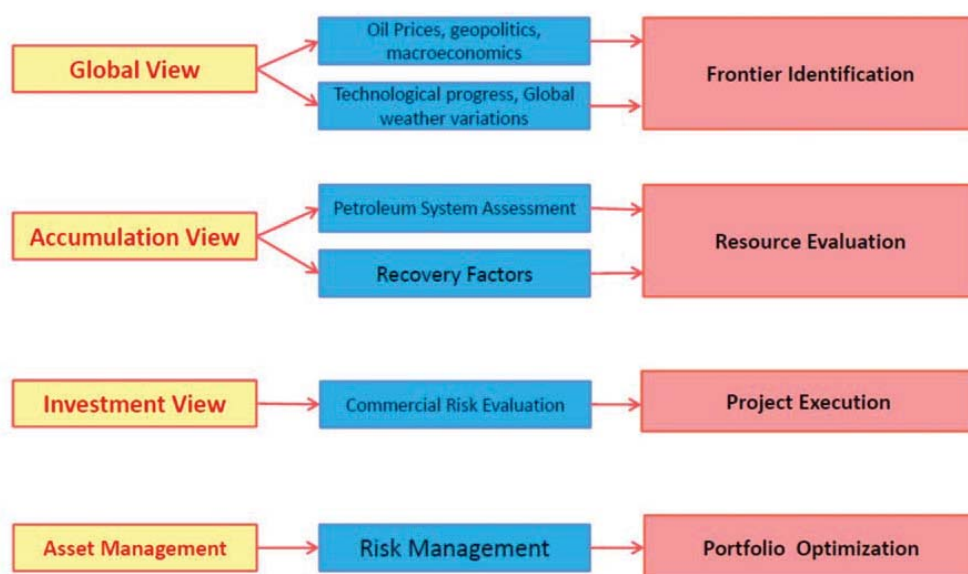 Global View
Oil Prices, geopolitics,
macroeconomics
Technological progress, Global
weather variations
Frontier Identification
Accumulation View
Petroleum System Assessment
Recovery Factors
Resource Evaluation
Investment View
Commercial Risk Evaluation
Project Execution
Asset Management
Risk Management
Portfolio Optimization